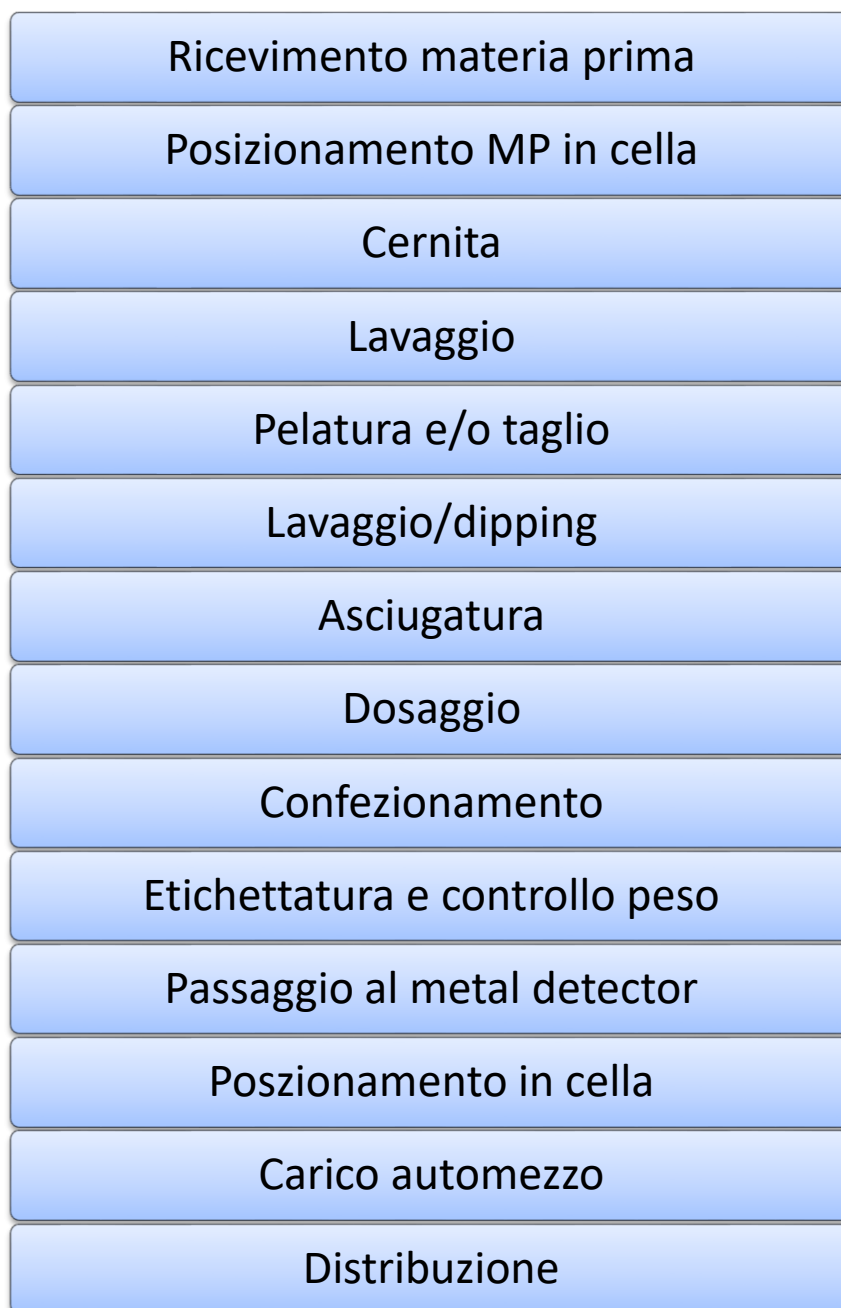 Ricevimento materia prima
Posizionamento MP in cella
Cernita
Lavaggio
Pelatura e/o taglio
Lavaggio/dipping
Asciugatura
Dosaggio
Confezionamento
Etichettatura e controllo peso
Passaggio al metal detector
Poszionamento in cella
Carico automezzo
Distribuzione